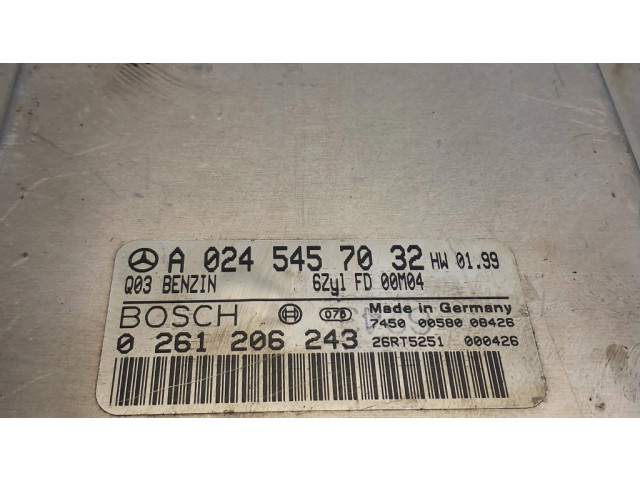 A 024 545 70 32 HW 01.99
Q03 BENZIN 6Zyl FD 00M04
BOSCH 076 Made in Germany
7450 00580 08426
0 261 206 243 26RT5251 000426